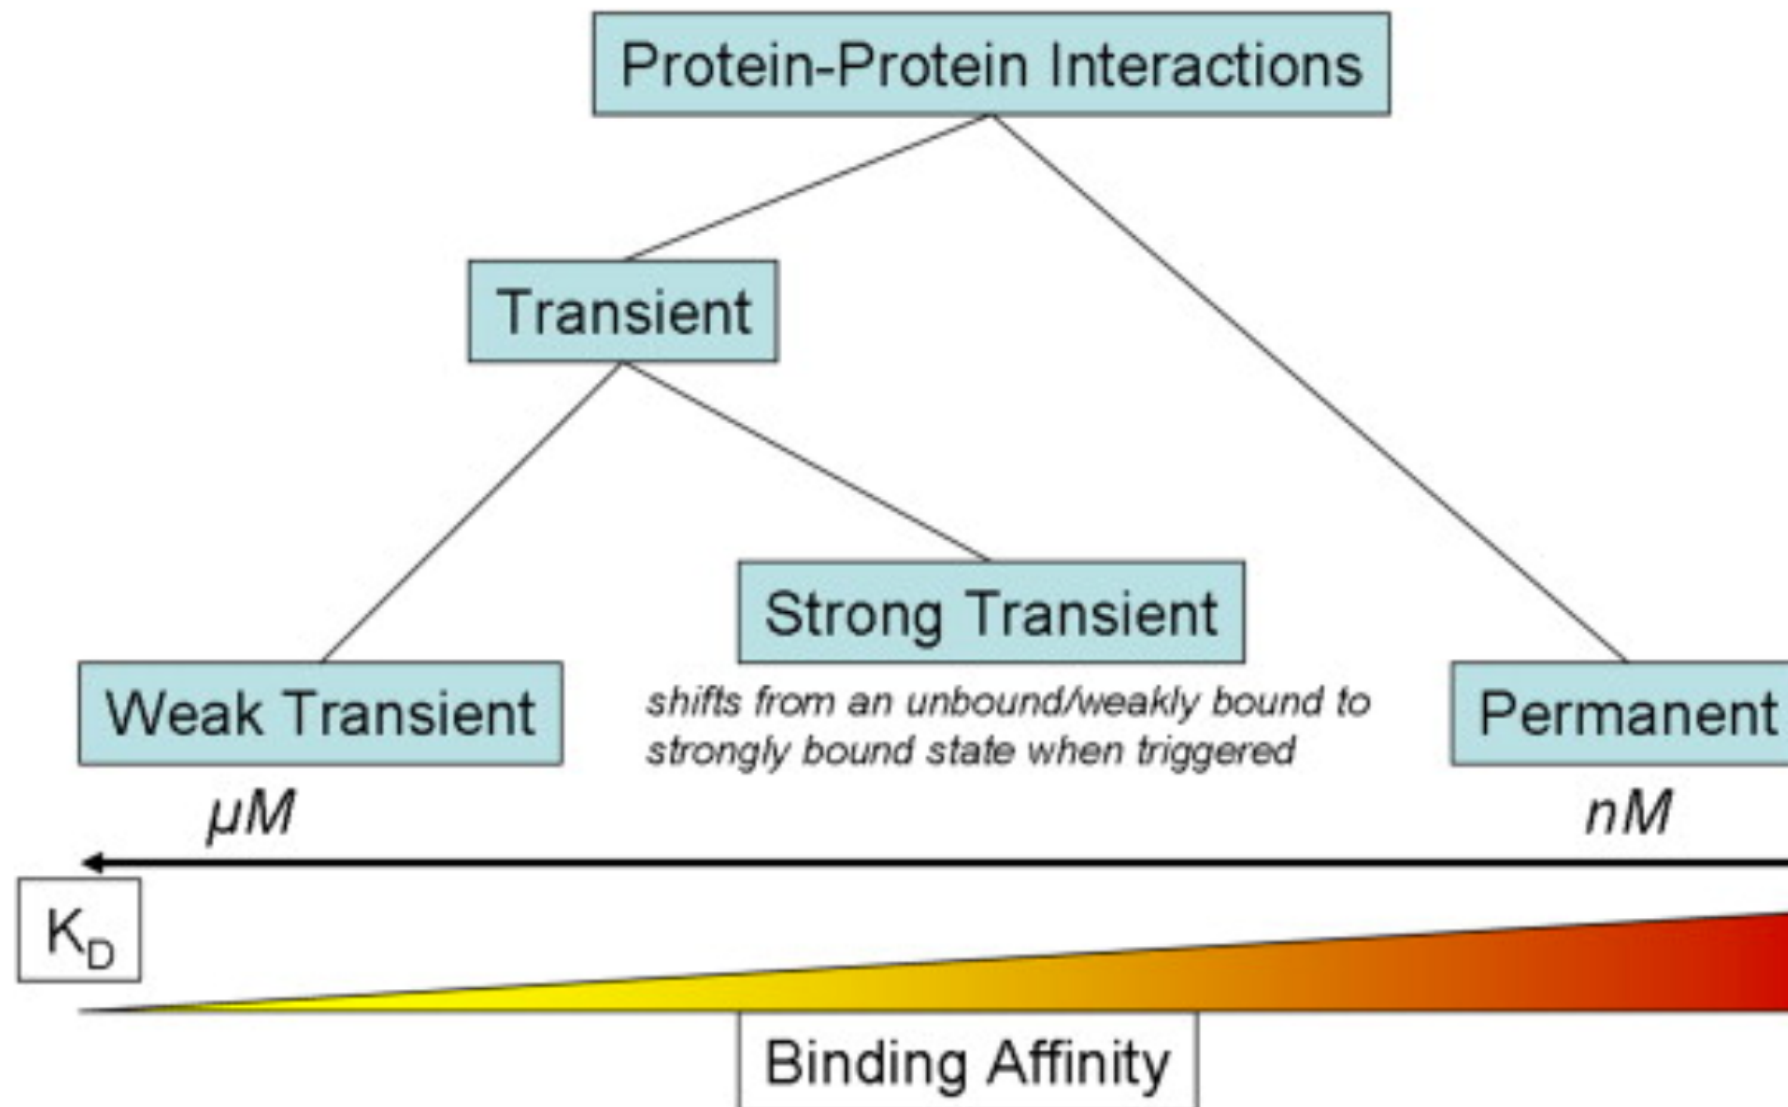 Protein-Protein Interactions
Transient
Strong Transient
shifts from an unbound/weakly bound to
strongly bound state when triggered
Weak Transient
Permanent
µM
nM
K_D
Binding Affinity